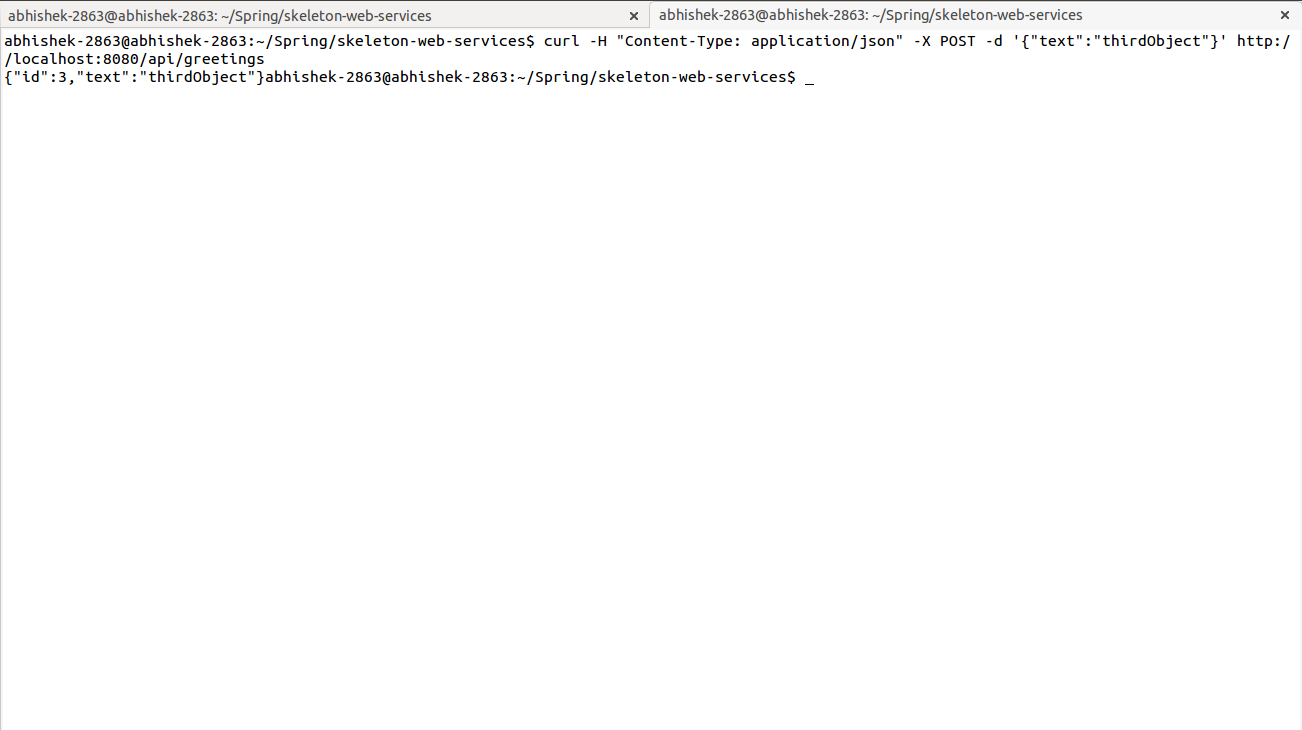 abhishek-2863@abhishek-2863: ~/Spring/skeleton-web-services × abhishek-2863@abhishek-2863: ~/Spring/skeleton-web-services ×
abhishek-2863@abhishek-2863:~/Spring/skeleton-web-services$ curl -H "Content-Type: application/json" -X POST -d '{"text":"thirdObject"}' http:/
/localhost:8080/api/greetings
{"id":3,"text":"thirdObject"}abhishek-2863@abhishek-2863:~/Spring/skeleton-web-services$ _